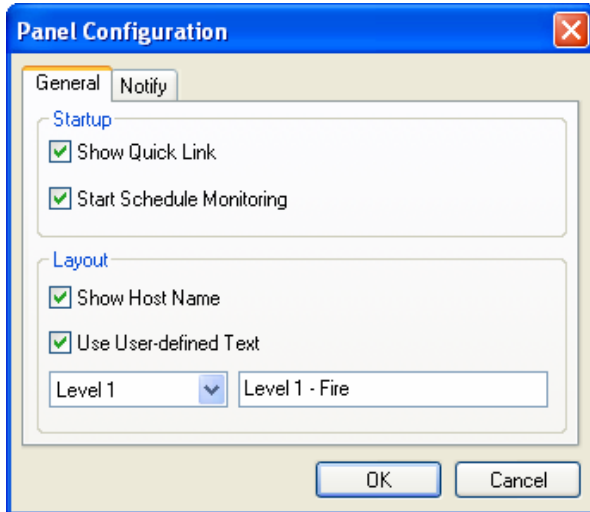 Panel Configuration
General Notify
Startup
Show Quick Link
Start Schedule Monitoring
Layout
Show Host Name
Use User-defined Text
Level 1 Level 1 - Fire
OK Cancel